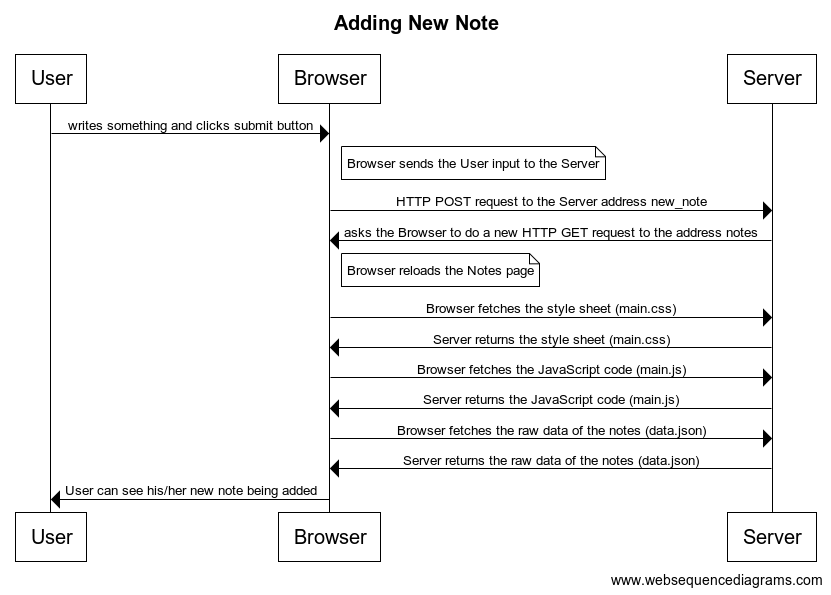 Adding New Note
User
Browser
Server
writes something and clicks submit button
Browser sends the User input to the Server
HTTP POST request to the Server address new_note
asks the Browser to do a new HTTP GET request to the address notes
Browser reloads the Notes page
Browser fetches the style sheet (main.css)
Server returns the style sheet (main.css)
Browser fetches the JavaScript code (main.js)
Server returns the JavaScript code (main.js)
Browser fetches the raw data of the notes (data.json)
Server returns the raw data of the notes (data.json)
User can see his/her new note being added
User
Browser
Server
www.websequencediagrams.com